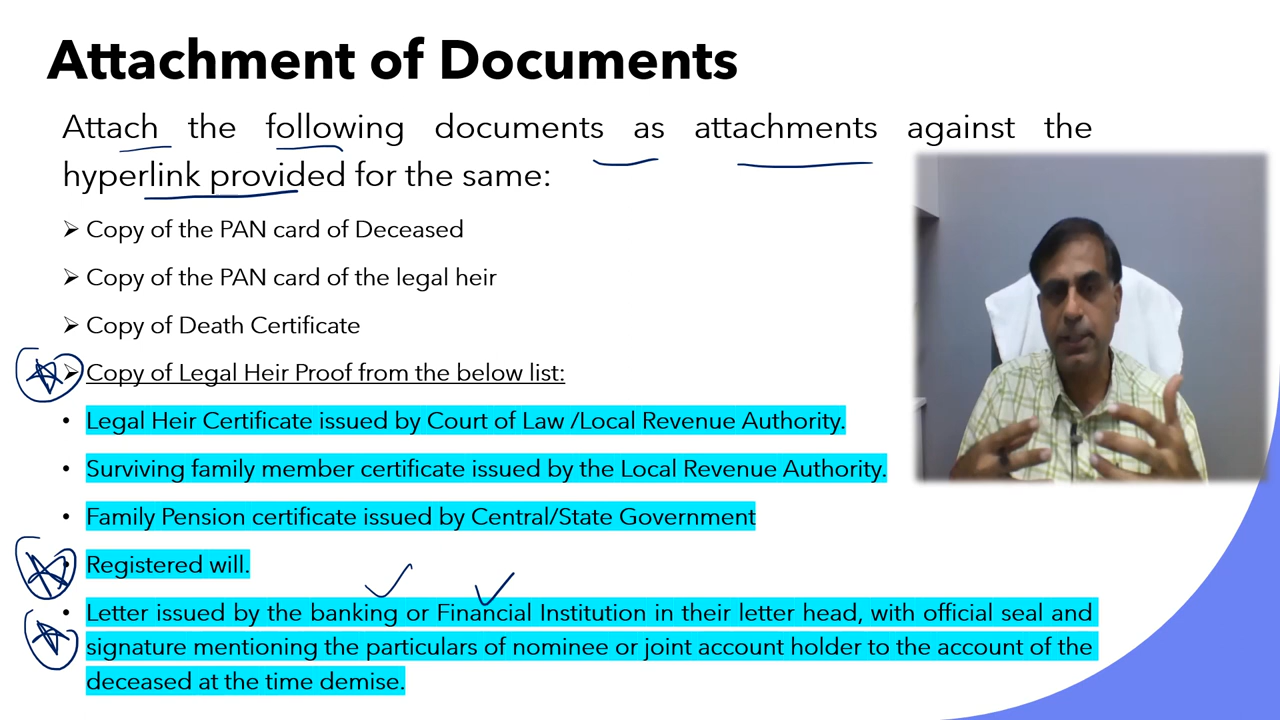 Attachment of Documents
Attach the following documents as attachments against the
hyperlink provided for the same:
➢ Copy of the PAN card of Deceased
➢ Copy of the PAN card of the legal heir
➢ Copy of Death Certificate
➢ Copy of Legal Heir Proof from the below list:
• Legal Heir Certificate issued by Court of Law /Local Revenue Authority.
• Surviving family member certificate issued by the Local Revenue Authority.
• Family Pension certificate issued by Central/State Government
• Registered will.
• Letter issued by the banking or Financial Institution in their letter head, with official seal and
signature mentioning the particulars of nominee or joint account holder to the account of the
deceased at the time demise.